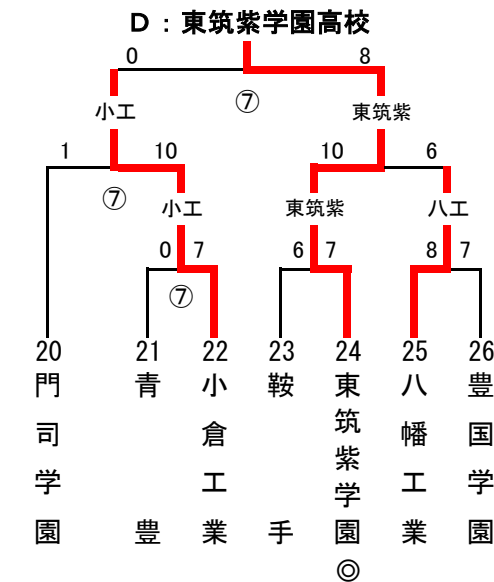 D：東筑紫学園高校
0 8
⑦
小工 東筑紫
1 10 10 6
⑦
小工 東筑紫 八工
0 7 6 7 8 7
⑦
20 21 22 23 24 25 26
門司学園
青豊
小倉工業
鞍手
東筑紫学園◎
八幡工業
豊国学園